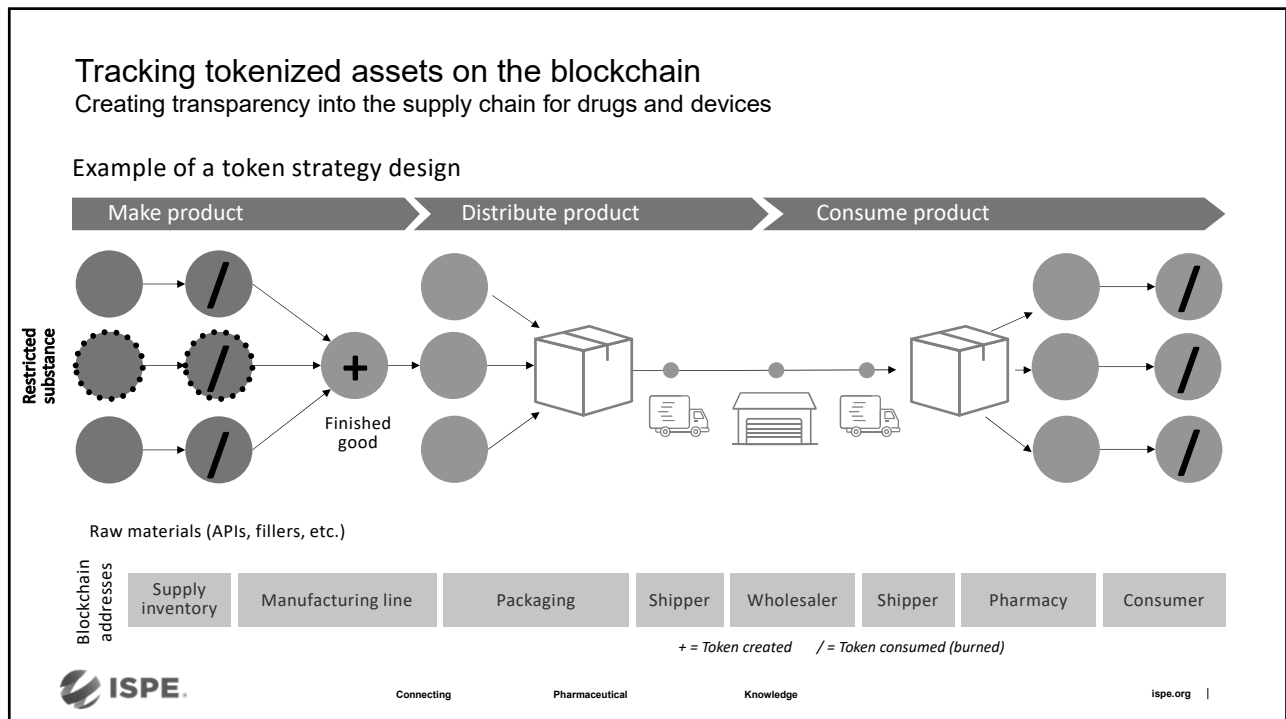 Tracking tokenized assets on the blockchain
Creating transparency into the supply chain for drugs and devices
Example of a token strategy design
Make product
Distribute product
Consume product
Restricted
substance
/
/
/
+
Finished
good
/
/
/
Raw materials (APIs, fillers, etc.)
Blockchain
addresses
Supply
inventory
Manufacturing line
Packaging
Shipper
Wholesaler
Shipper
Pharmacy
Consumer
+ = Token created / = Token consumed (burned)
ISPE.
Connecting Pharmaceutical Knowledge
ispe.org |